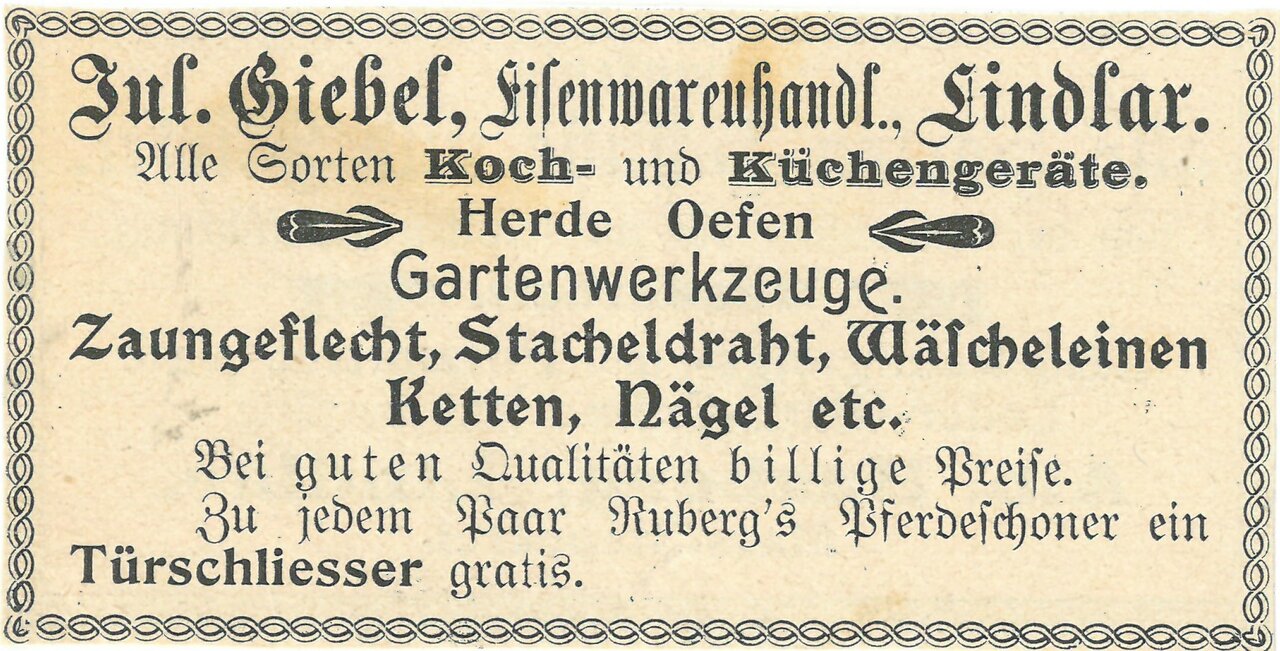 Jul. Giebel, Eiſenwarenhandl., Lindlar.
Alle Sorten Koch- und Küchengeräte.
Herde Oefen
Gartenwerkzeuge.
Zaungeflecht, Stacheldraht, Wäſcheleinen
Ketten, Nägel etc.
Bei guten Qualitäten billige Preiſe.
Zu jedem Paar Ruberg's Pferdeſchoner ein
Türschliesser gratis.